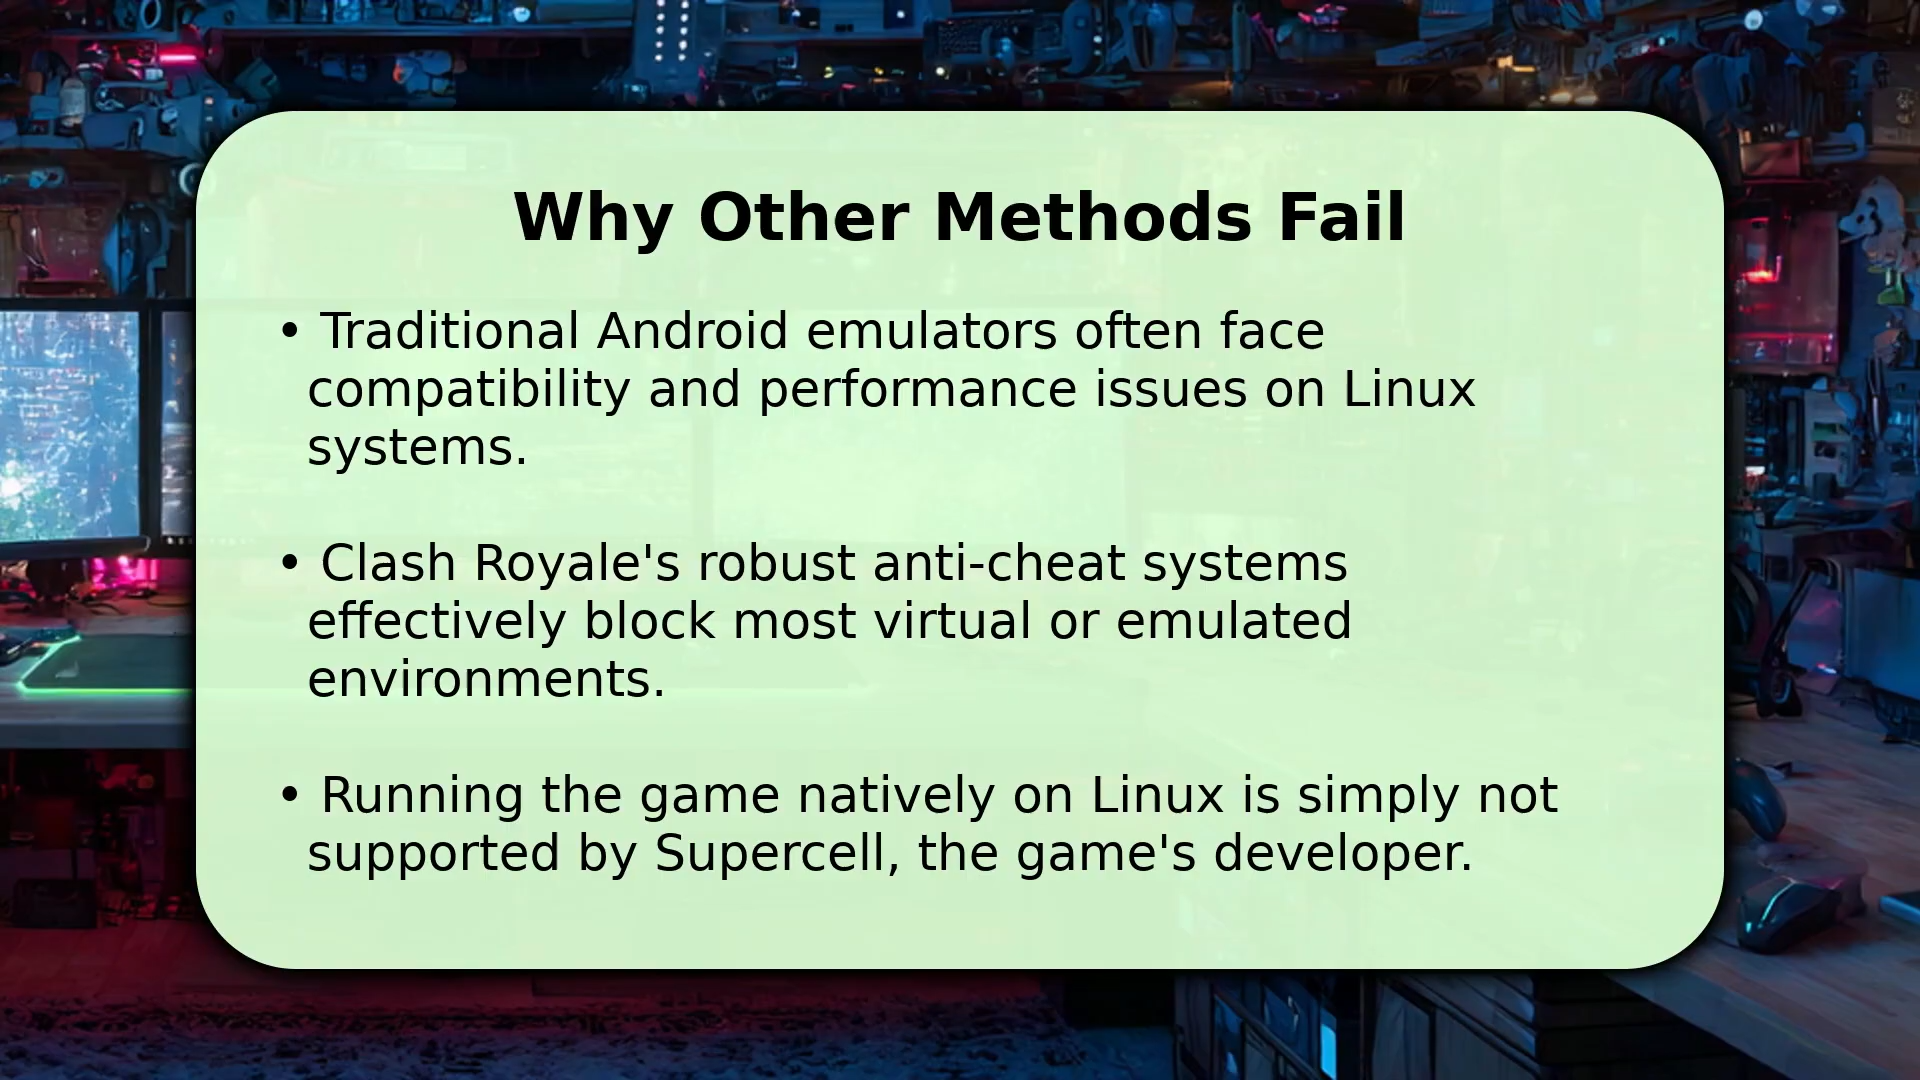 Why Other Methods Fail
• Traditional Android emulators often face
compatibility and performance issues on Linux
systems.
• Clash Royale's robust anti-cheat systems
effectively block most virtual or emulated
environments.
• Running the game natively on Linux is simply not
supported by Supercell, the game's developer.